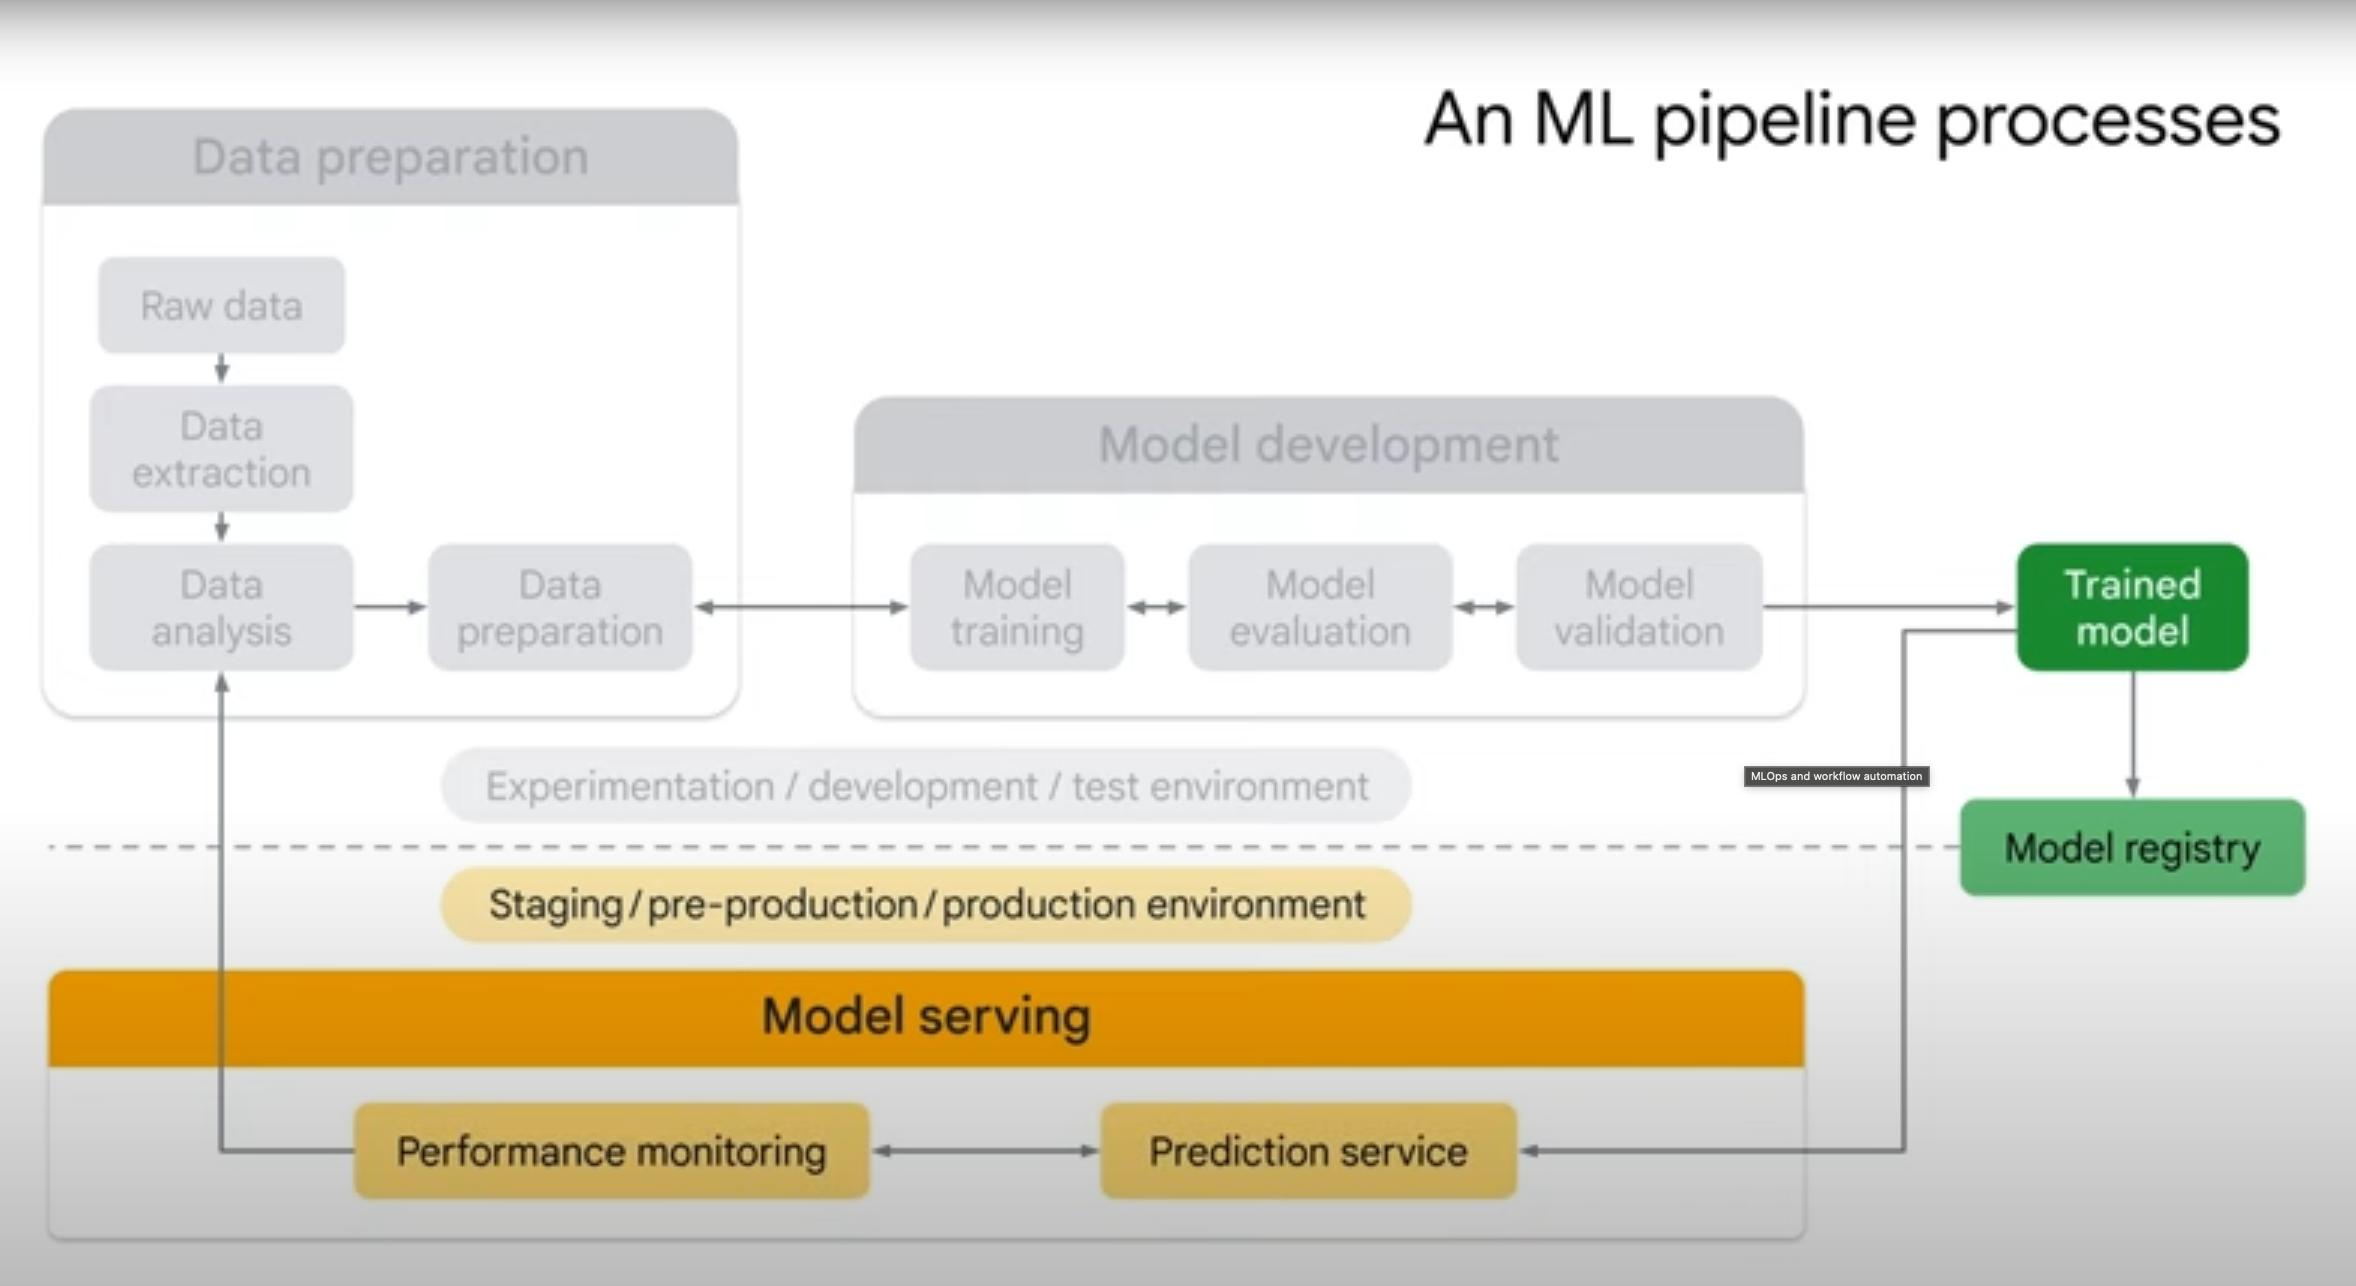 An ML pipeline processes
Data preparation
Raw data
Data
extraction
Data
analysis
Data
preparation
Model development
Model
training
Model
evaluation
Model
validation
Trained
model
Experimentation / development / test environment
MLOps and workflow automation
Model registry
Staging / pre-production / production environment
Model serving
Performance monitoring
Prediction service